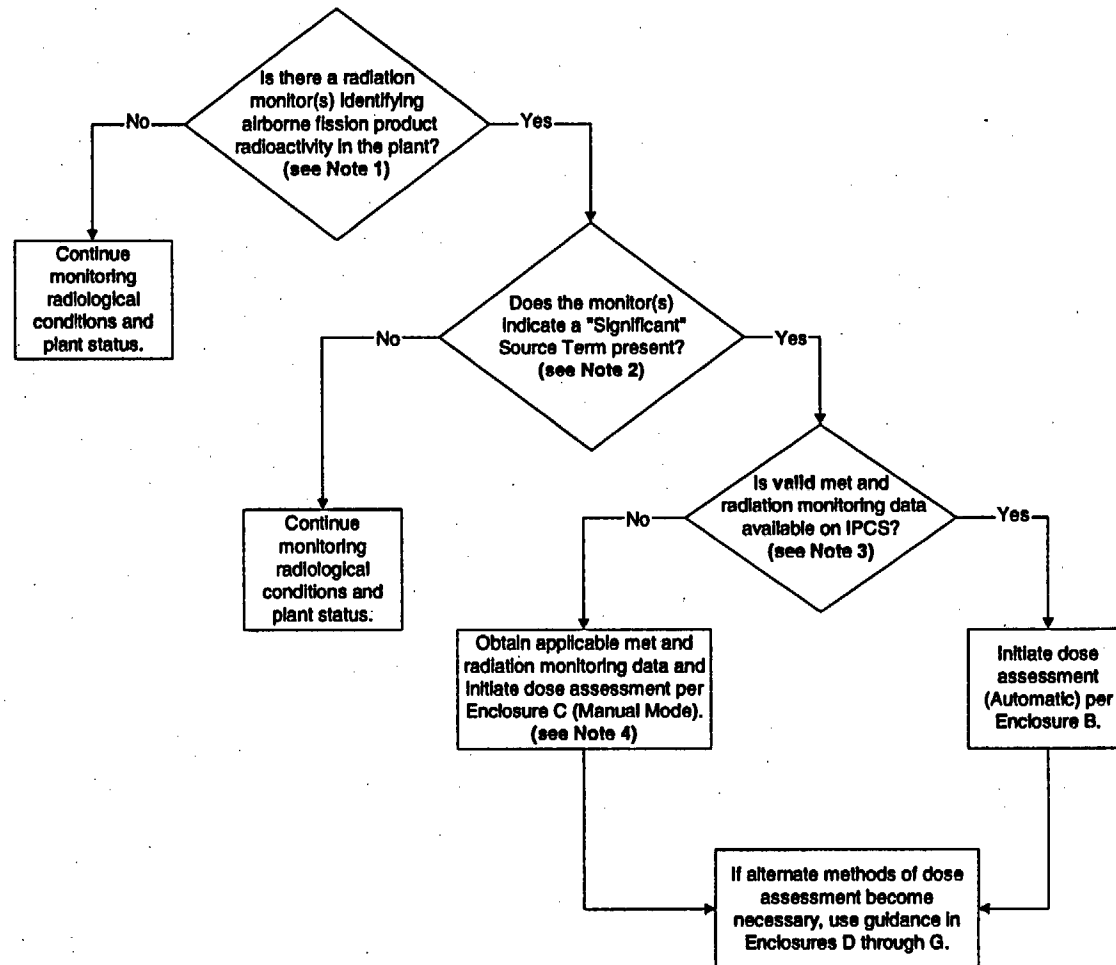 Is there a radiation
monitor(s) identifying
airborne fission product
radioactivity in the plant?
(see Note 1)
No
Yes
Continue
monitoring
radiological
conditions and
plant status.
Does the monitor(s)
indicate a "Significant"
Source Term present?
(see Note 2)
No
Yes
Continue
monitoring
radiological
conditions and
plant status.
Is valid met and
radiation monitoring data
available on IPCS?
(see Note 3)
No
Yes
Obtain applicable met and
radiation monitoring data and
initiate dose assessment per
Enclosure C (Manual Mode).
(see Note 4)
Initiate dose
assessment
(Automatic) per
Enclosure B.
If alternate methods of dose
assessment become
necessary, use guidance in
Enclosures D through G.